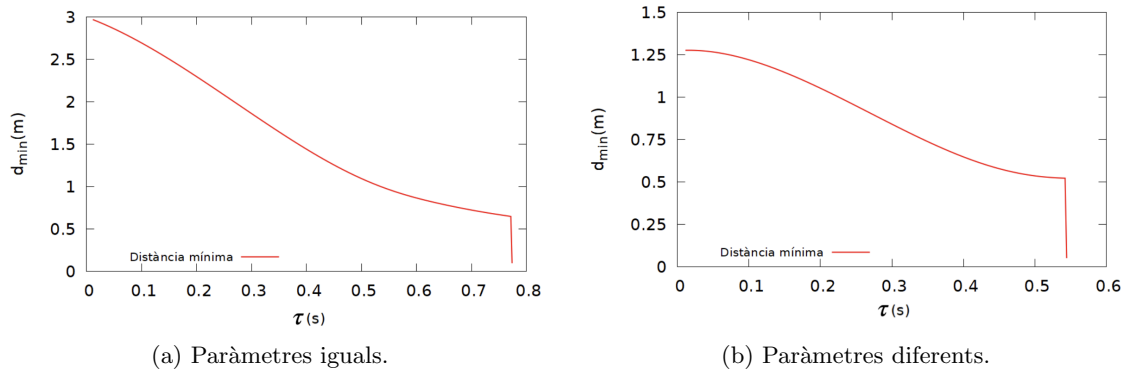 3
2.5
2
1.5
1
0.5
0
d_min(m)
Distància mínima
0 0.1 0.2 0.3 0.4 0.5 0.6 0.7 0.8
τ(s)
(a) Paràmetres iguals.
1.5
1.25
1
0.75
0.5
0.25
0
d_min(m)
Distància mínima
0 0.1 0.2 0.3 0.4 0.5 0.6
τ(s)
(b) Paràmetres diferents.